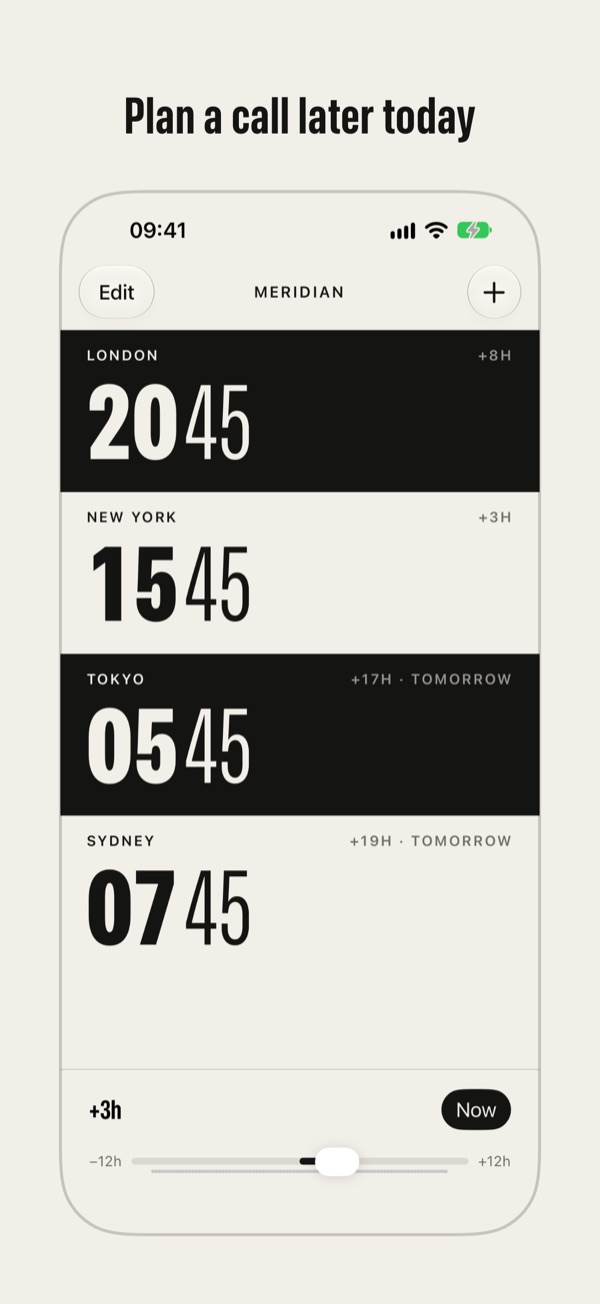 Plan a call later today
09:41
Edit MERIDIAN +
LONDON +8H
2045
NEW YORK +3H
1545
TOKYO +17H · TOMORROW
0545
SYDNEY +19H · TOMORROW
0745
+3h Now
−12h +12h